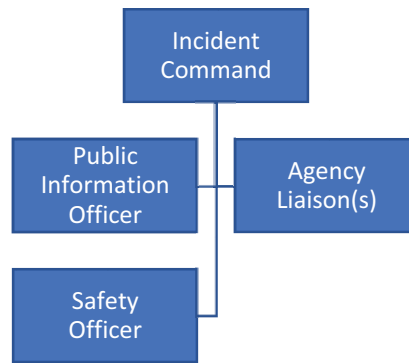 Incident
Command
Public
Information
Officer
Agency
Liaison(s)
Safety
Officer